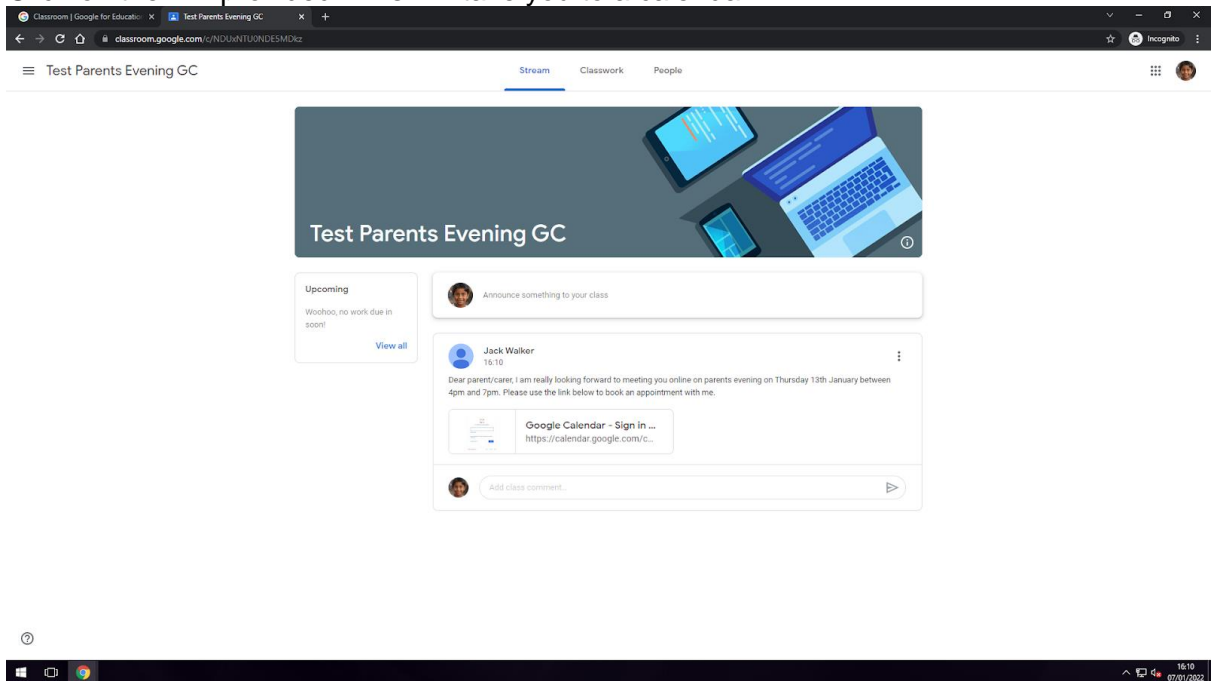 Classroom | Google for Educatio
Test Parents Evening GC
classroom.google.com/c/NDUxNTU0NDE5MDkz
Incognito
Test Parents Evening GC
Stream Classwork People
Test Parents Evening GC
Upcoming
Woohoo, no work due in
soon!
View all
Announce something to your class
Jack Walker
16:10
Dear parent/carer, I am really looking forward to meeting you online on parents evening on Thursday 13th January between
4pm and 7pm. Please use the link below to book an appointment with me.
Google Calendar - Sign in ...
https://calendar.google.com/c...
Add class comment...
16:10
07/01/2022